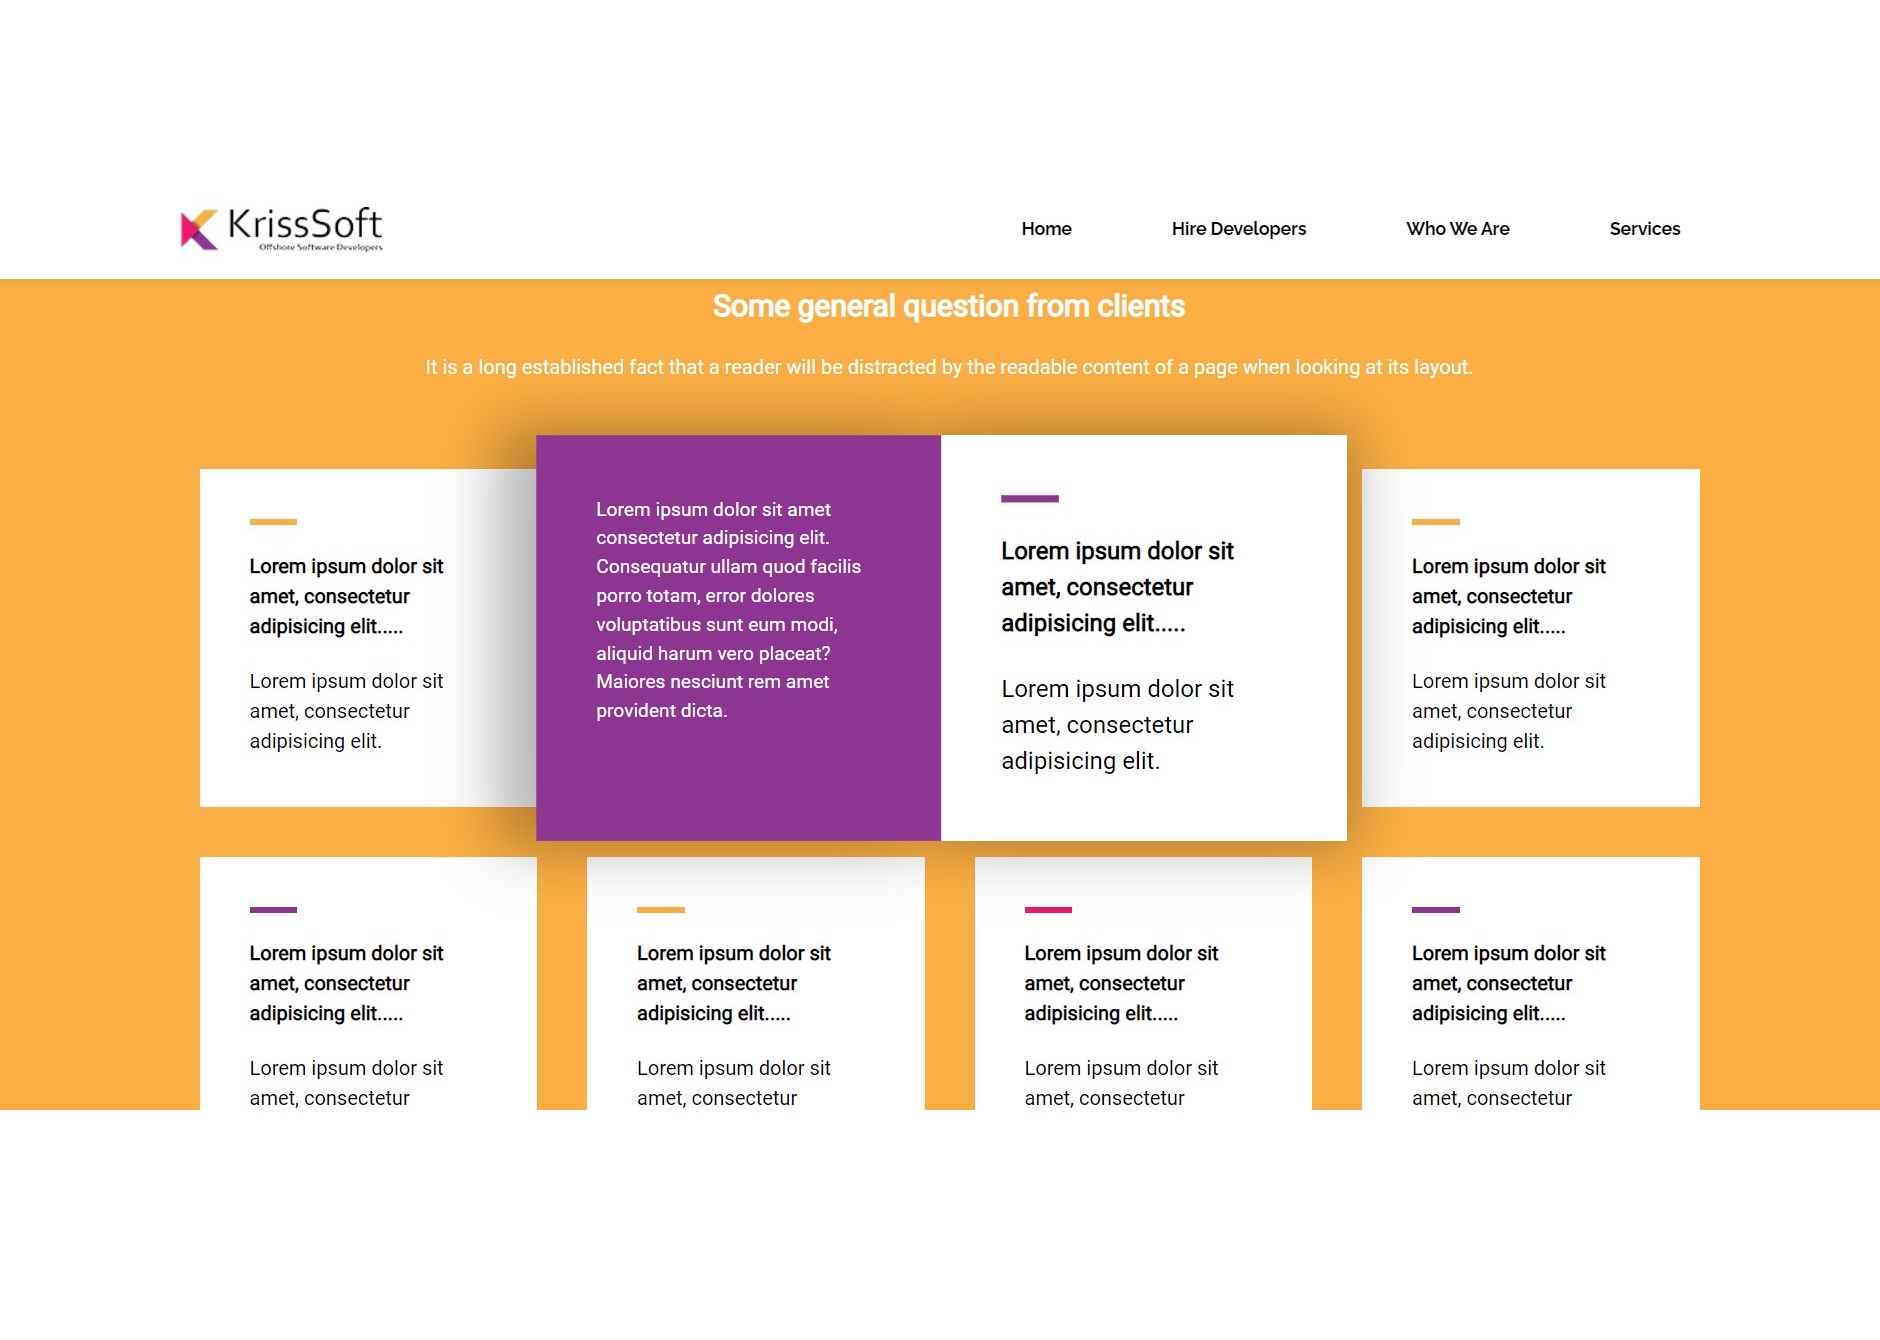 KrissSoft
Offshore Software Developers
Home
Hire Developers
Who We Are
Services
Some general question from clients
It is a long established fact that a reader will be distracted by the readable content of a page when looking at its layout.
Lorem ipsum dolor sit
amet, consectetur
adipisicing elit.....
Lorem ipsum dolor sit
amet, consectetur
adipisicing elit.
Lorem ipsum dolor sit amet
consectetur adipisicing elit.
Consequatur ullam quod facilis
porro totam, error dolores
voluptatibus sunt eum modi,
aliquid harum vero placeat?
Maiores nesciunt rem amet
provident dicta.
Lorem ipsum dolor sit
amet, consectetur
adipisicing elit.....
Lorem ipsum dolor sit
amet, consectetur
adipisicing elit.
Lorem ipsum dolor sit
amet, consectetur
adipisicing elit.....
Lorem ipsum dolor sit
amet, consectetur
adipisicing elit.
Lorem ipsum dolor sit
amet, consectetur
adipisicing elit.....
Lorem ipsum dolor sit
amet, consectetur
Lorem ipsum dolor sit
amet, consectetur
adipisicing elit.....
Lorem ipsum dolor sit
amet, consectetur
Lorem ipsum dolor sit
amet, consectetur
adipisicing elit.....
Lorem ipsum dolor sit
amet, consectetur
Lorem ipsum dolor sit
amet, consectetur
adipisicing elit.....
Lorem ipsum dolor sit
amet, consectetur